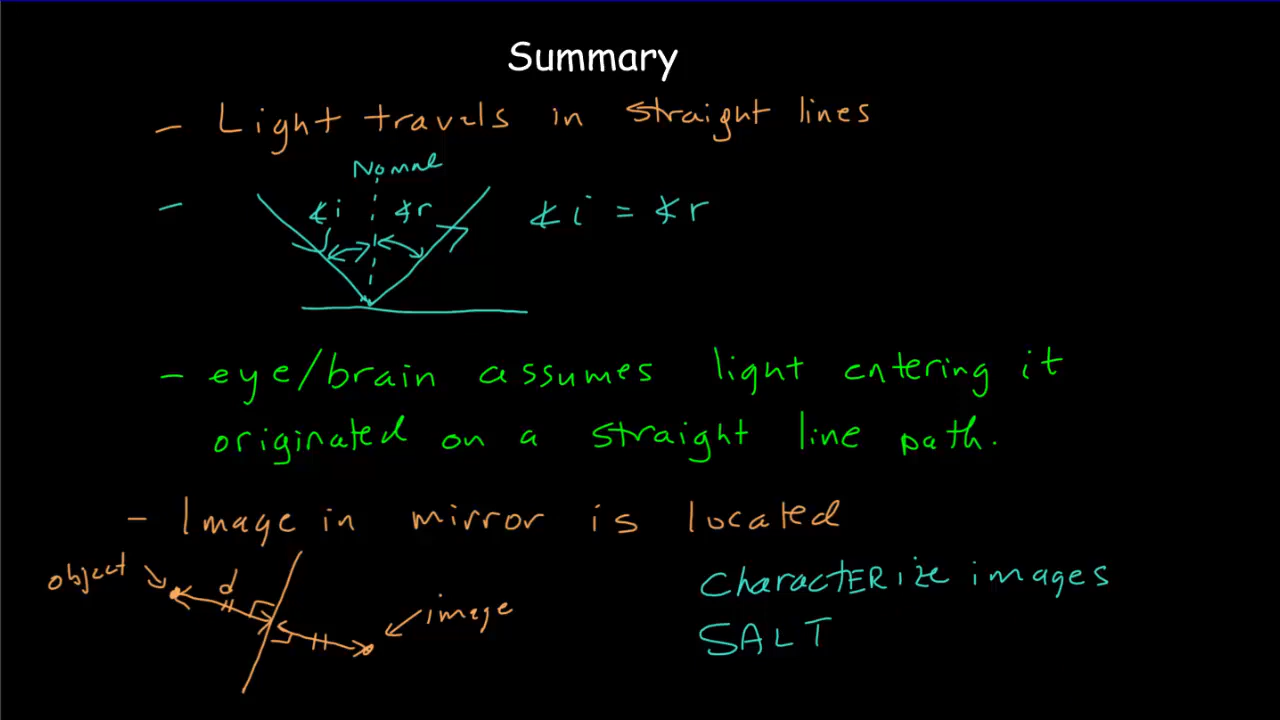 Summary
- Light travels in straight lines
Normal
- ∢i ∢r ∢i = ∢r
- eye/brain assumes light entering it
originated on a straight line path.
- Image in mirror is located
object d
image
CharactERize images
SALT